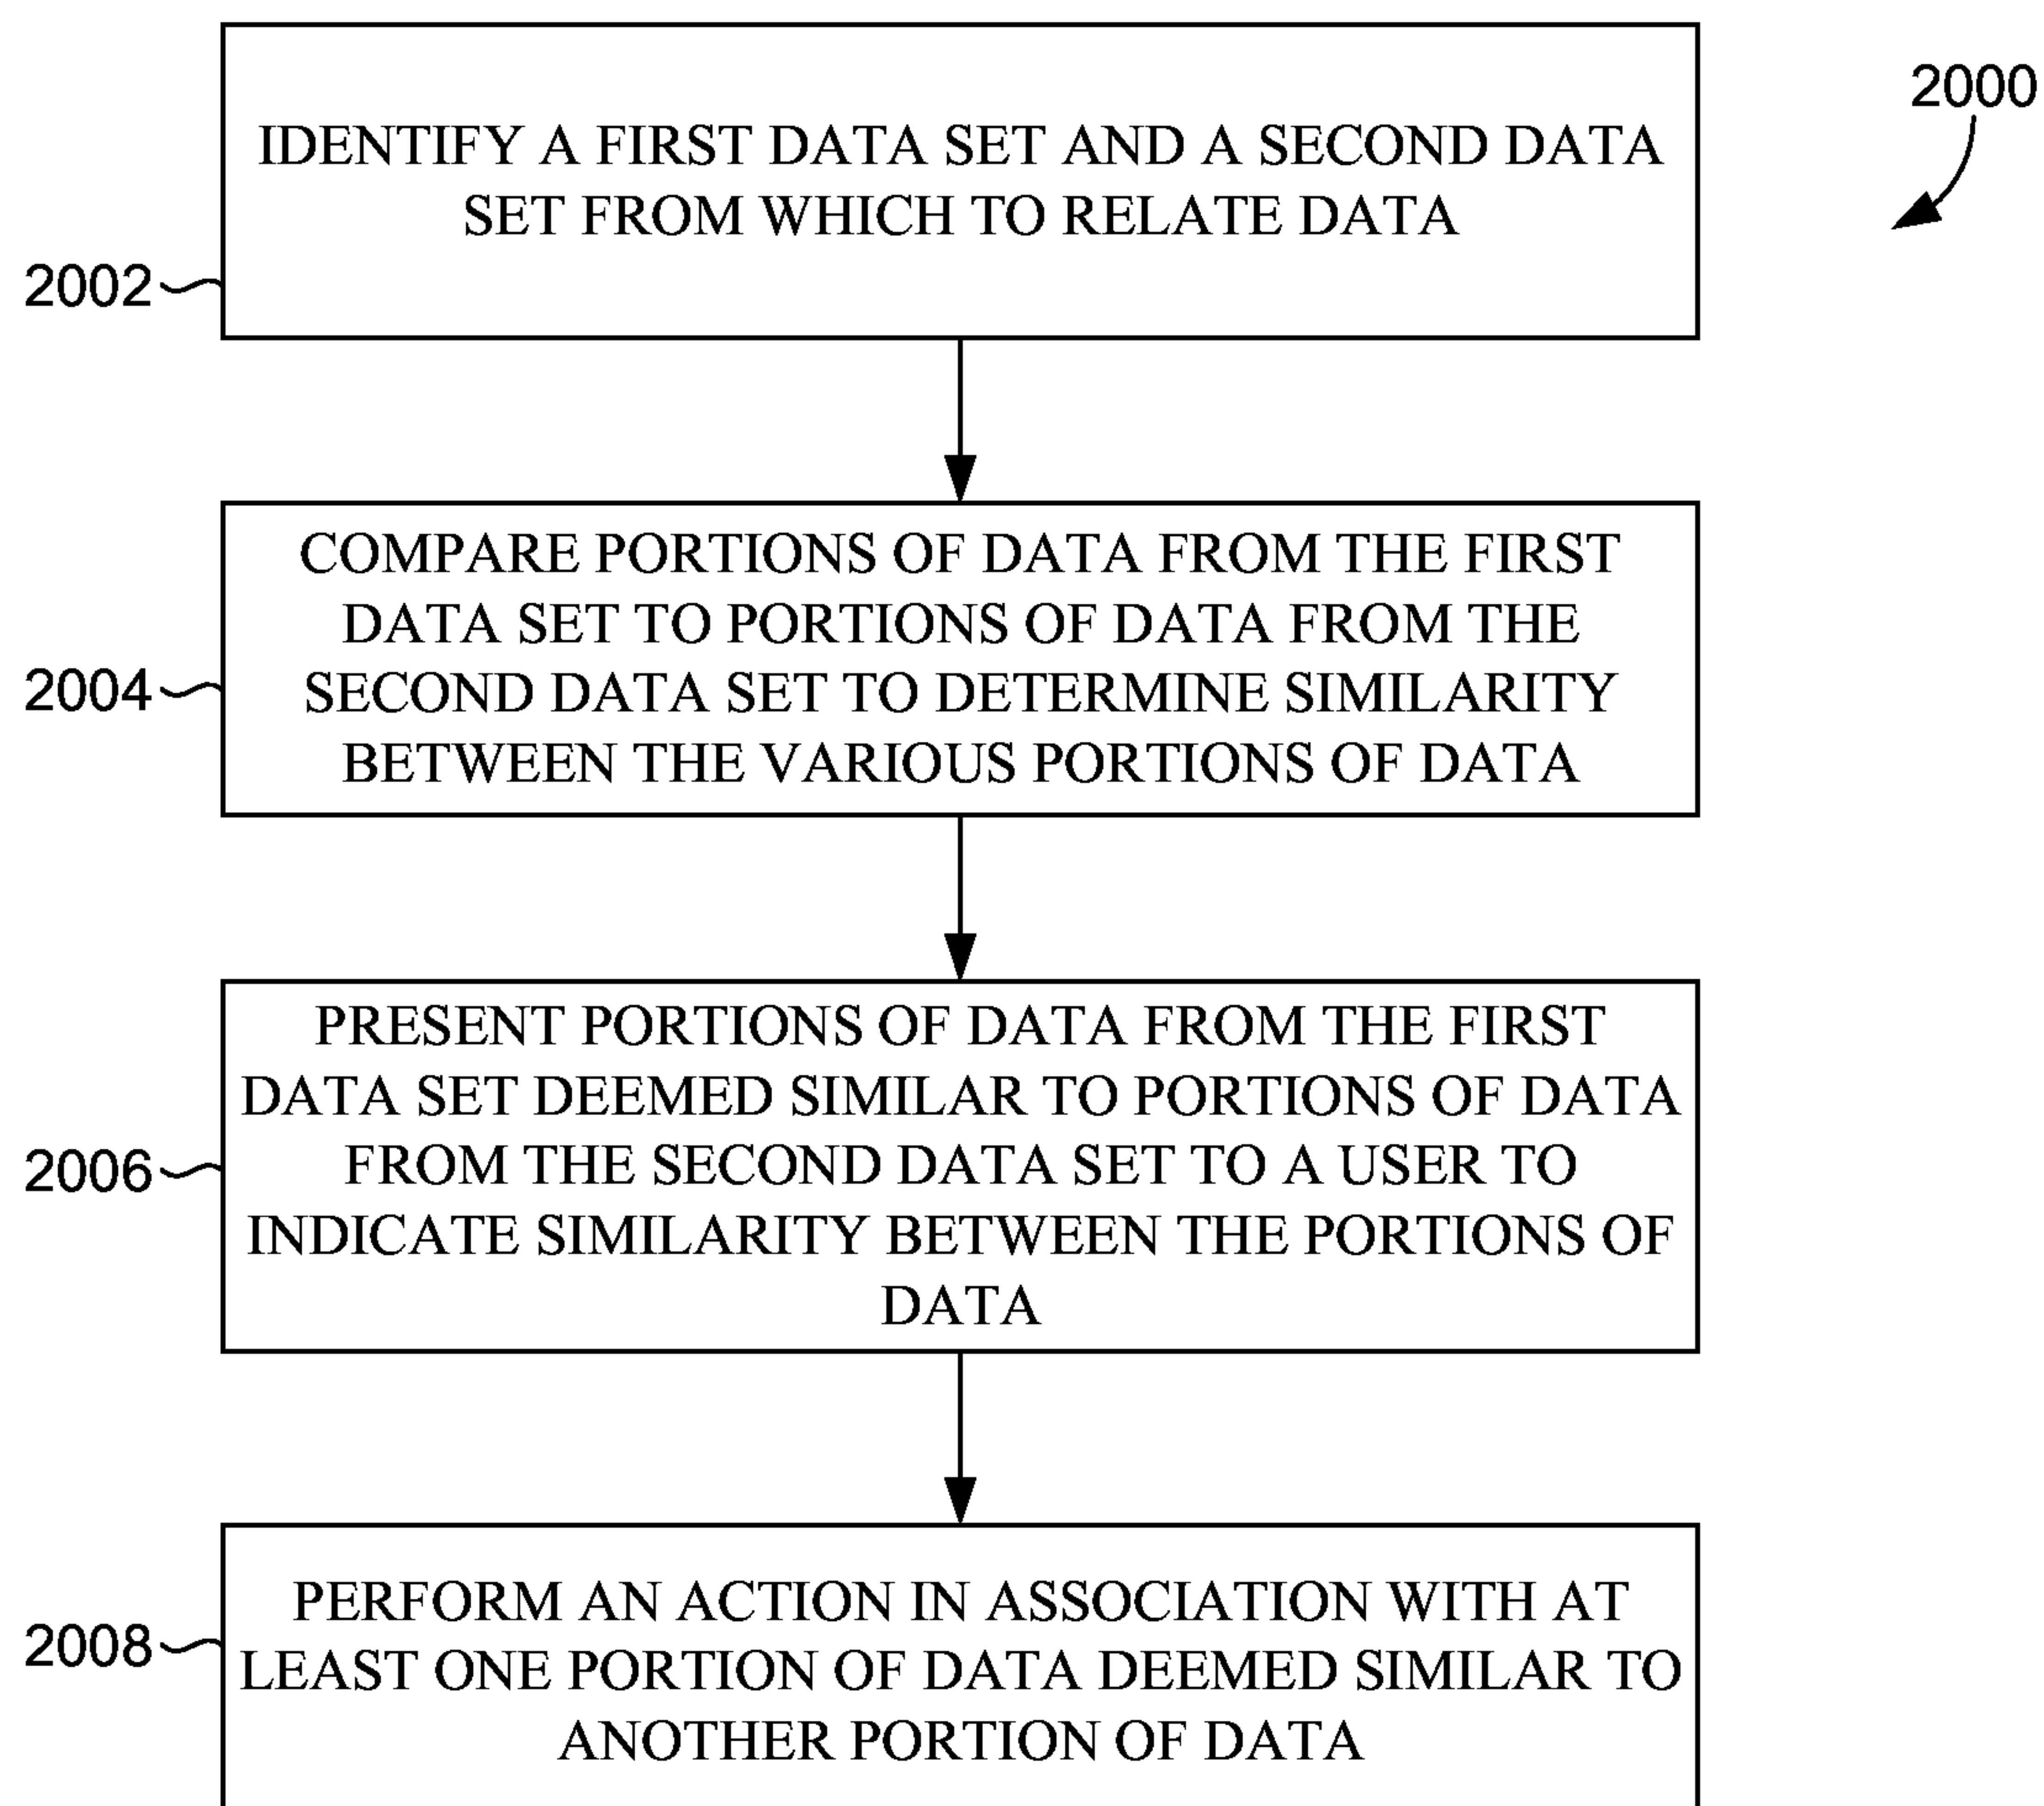 2000
IDENTIFY A FIRST DATA SET AND A SECOND DATA
SET FROM WHICH TO RELATE DATA
2002
COMPARE PORTIONS OF DATA FROM THE FIRST
DATA SET TO PORTIONS OF DATA FROM THE
SECOND DATA SET TO DETERMINE SIMILARITY
BETWEEN THE VARIOUS PORTIONS OF DATA
2004
PRESENT PORTIONS OF DATA FROM THE FIRST
DATA SET DEEMED SIMILAR TO PORTIONS OF DATA
FROM THE SECOND DATA SET TO A USER TO
INDICATE SIMILARITY BETWEEN THE PORTIONS OF
DATA
2006
PERFORM AN ACTION IN ASSOCIATION WITH AT
LEAST ONE PORTION OF DATA DEEMED SIMILAR TO
ANOTHER PORTION OF DATA
2008